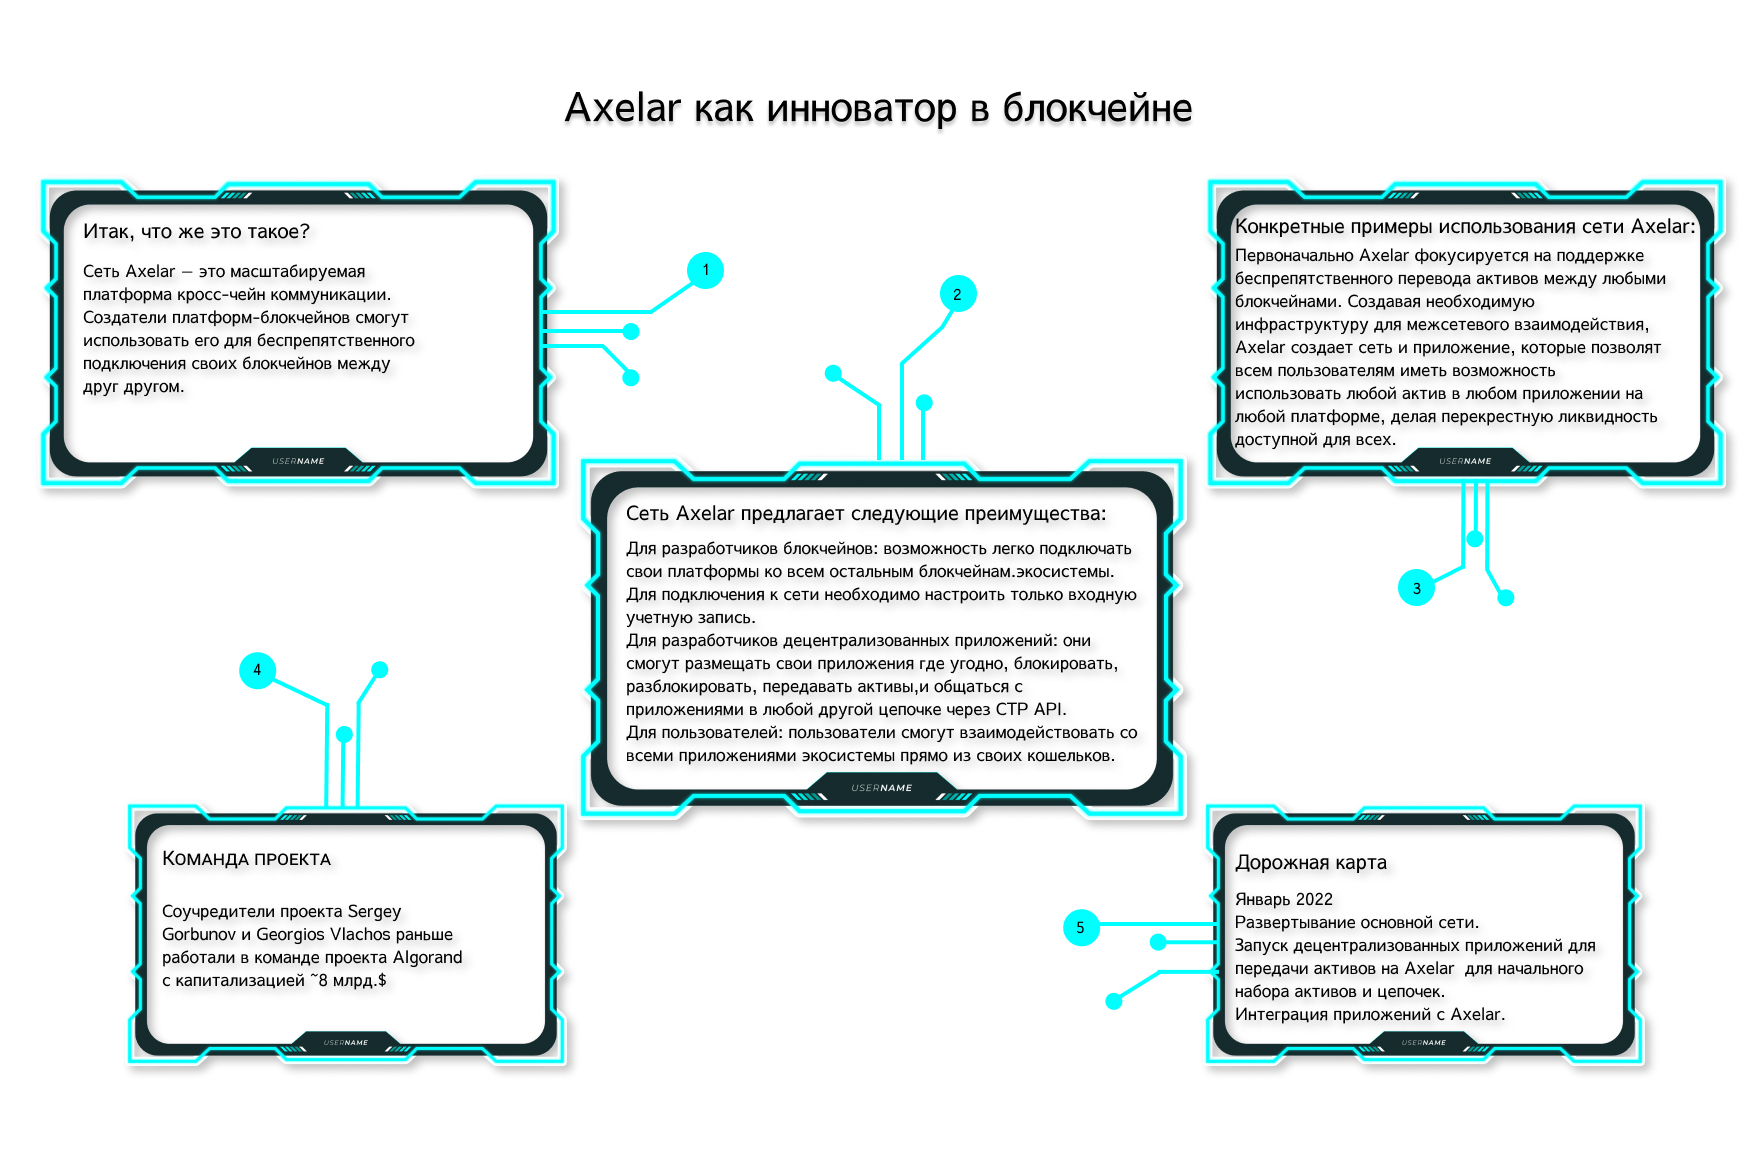 Axelar как инноватор в блокчейне
Итак, что же это такое?
Сеть Axelar – это масштабируемая
платформа кросс-чейн коммуникации.
Создатели платформ-блокчейнов смогут
использовать его для беспрепятственного
подключения своих блокчейнов между
друг другом.
USERNAME
1
2
Конкретные примеры использования сети Axelar:
Первоначально Axelar фокусируется на поддержке
беспрепятственного перевода активов между любыми
блокчейнами. Создавая необходимую
инфраструктуру для межсетевого взаимодействия,
Axelar создает сеть и приложение, которые позволят
всем пользователям иметь возможность
использовать любой актив в любом приложении на
любой платформе, делая перекрестную ликвидность
доступной для всех.
USERNAME
3
Сеть Axelar предлагает следующие преимущества:
Для разработчиков блокчейнов: возможность легко подключать
свои платформы ко всем остальным блокчейнам.экосистемы.
Для подключения к сети необходимо настроить только входную
учетную запись.
Для разработчиков децентрализованных приложений: они
смогут размещать свои приложения где угодно, блокировать,
разблокировать, передавать активы,и общаться с
приложениями в любой другой цепочке через CTP API.
Для пользователей: пользователи смогут взаимодействовать со
всеми приложениями экосистемы прямо из своих кошельков.
USERNAME
4
Команда проекта
Соучредители проекта Sergey
Gorbunov и Georgios Vlachos раньше
работали в команде проекта Algorand
с капитализацией ~8 млрд.$
USERNAME
5
Дорожная карта
Январь 2022
Развертывание основной сети.
Запуск децентрализованных приложений для
передачи активов на Axelar  для начального
набора активов и цепочек.
Интеграция приложений с Axelar.
USERNAME